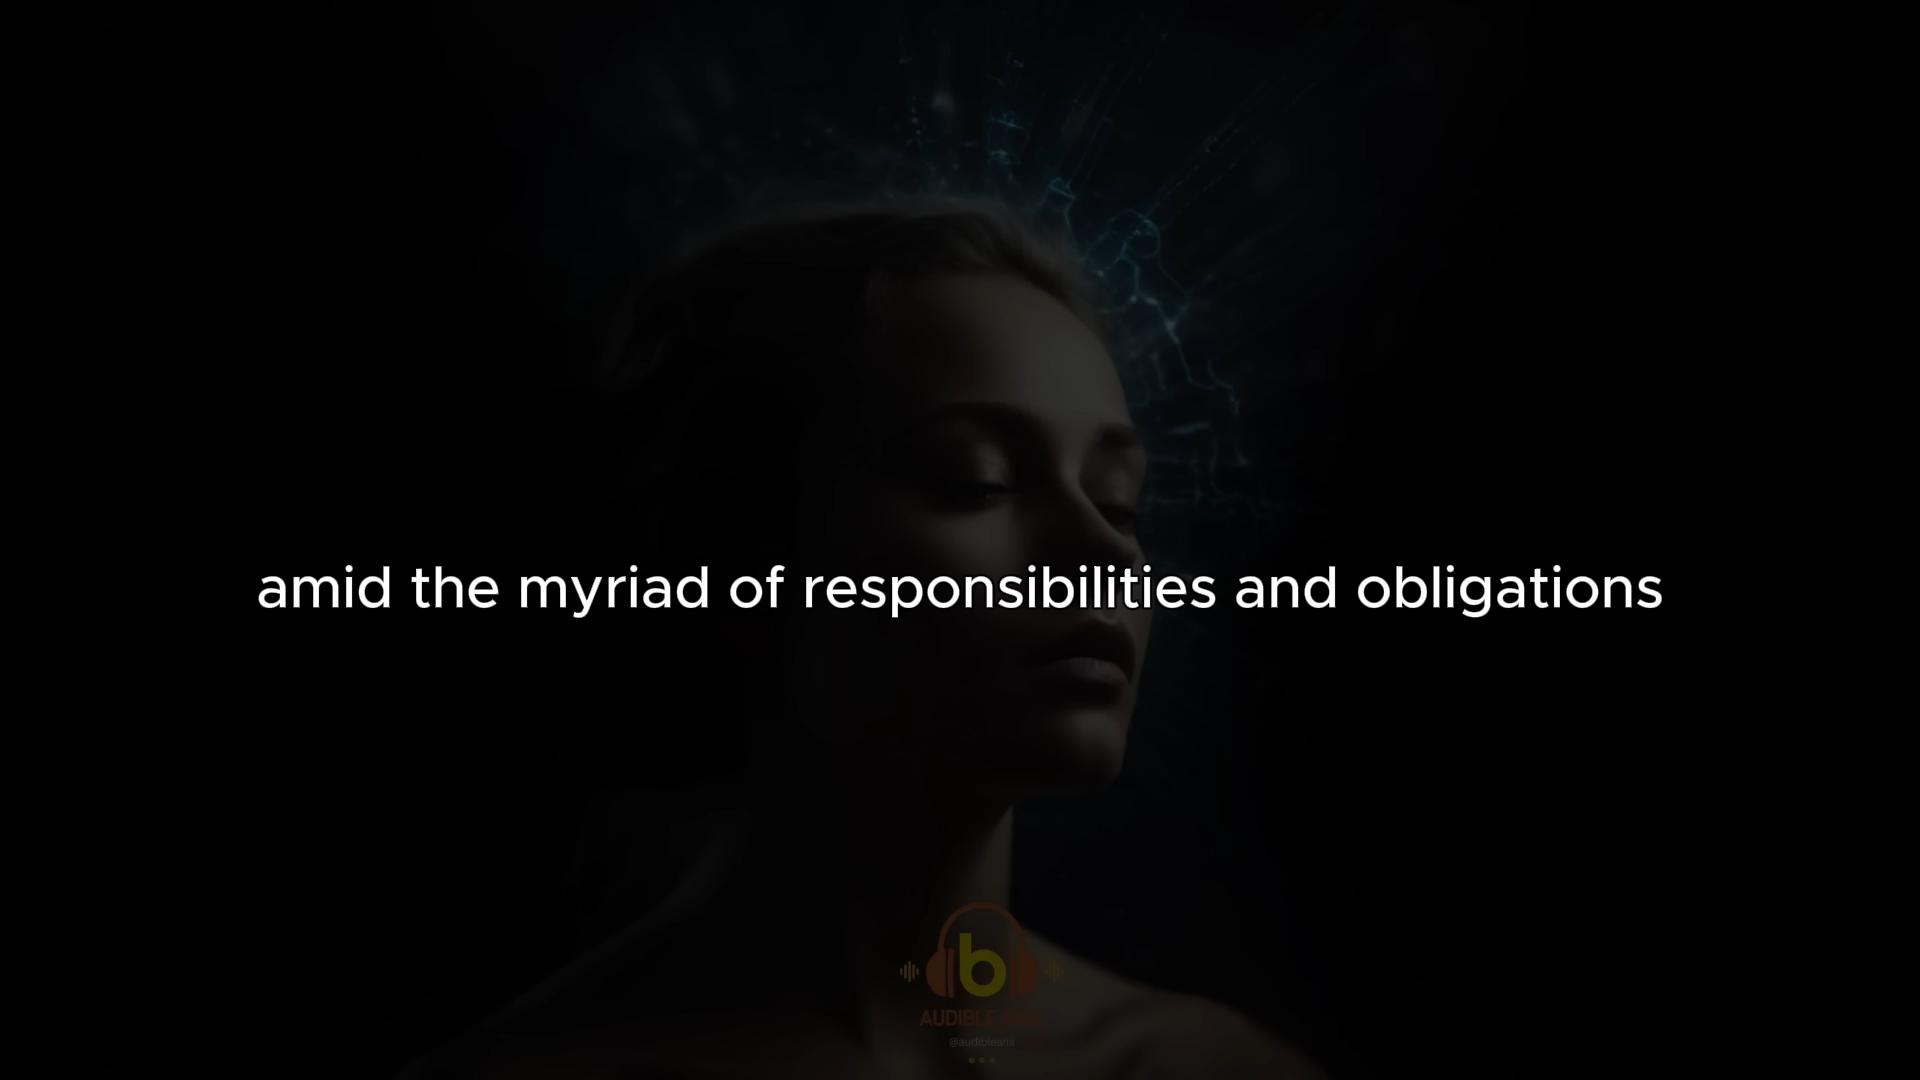 amid the myriad of responsibilities and obligations
b